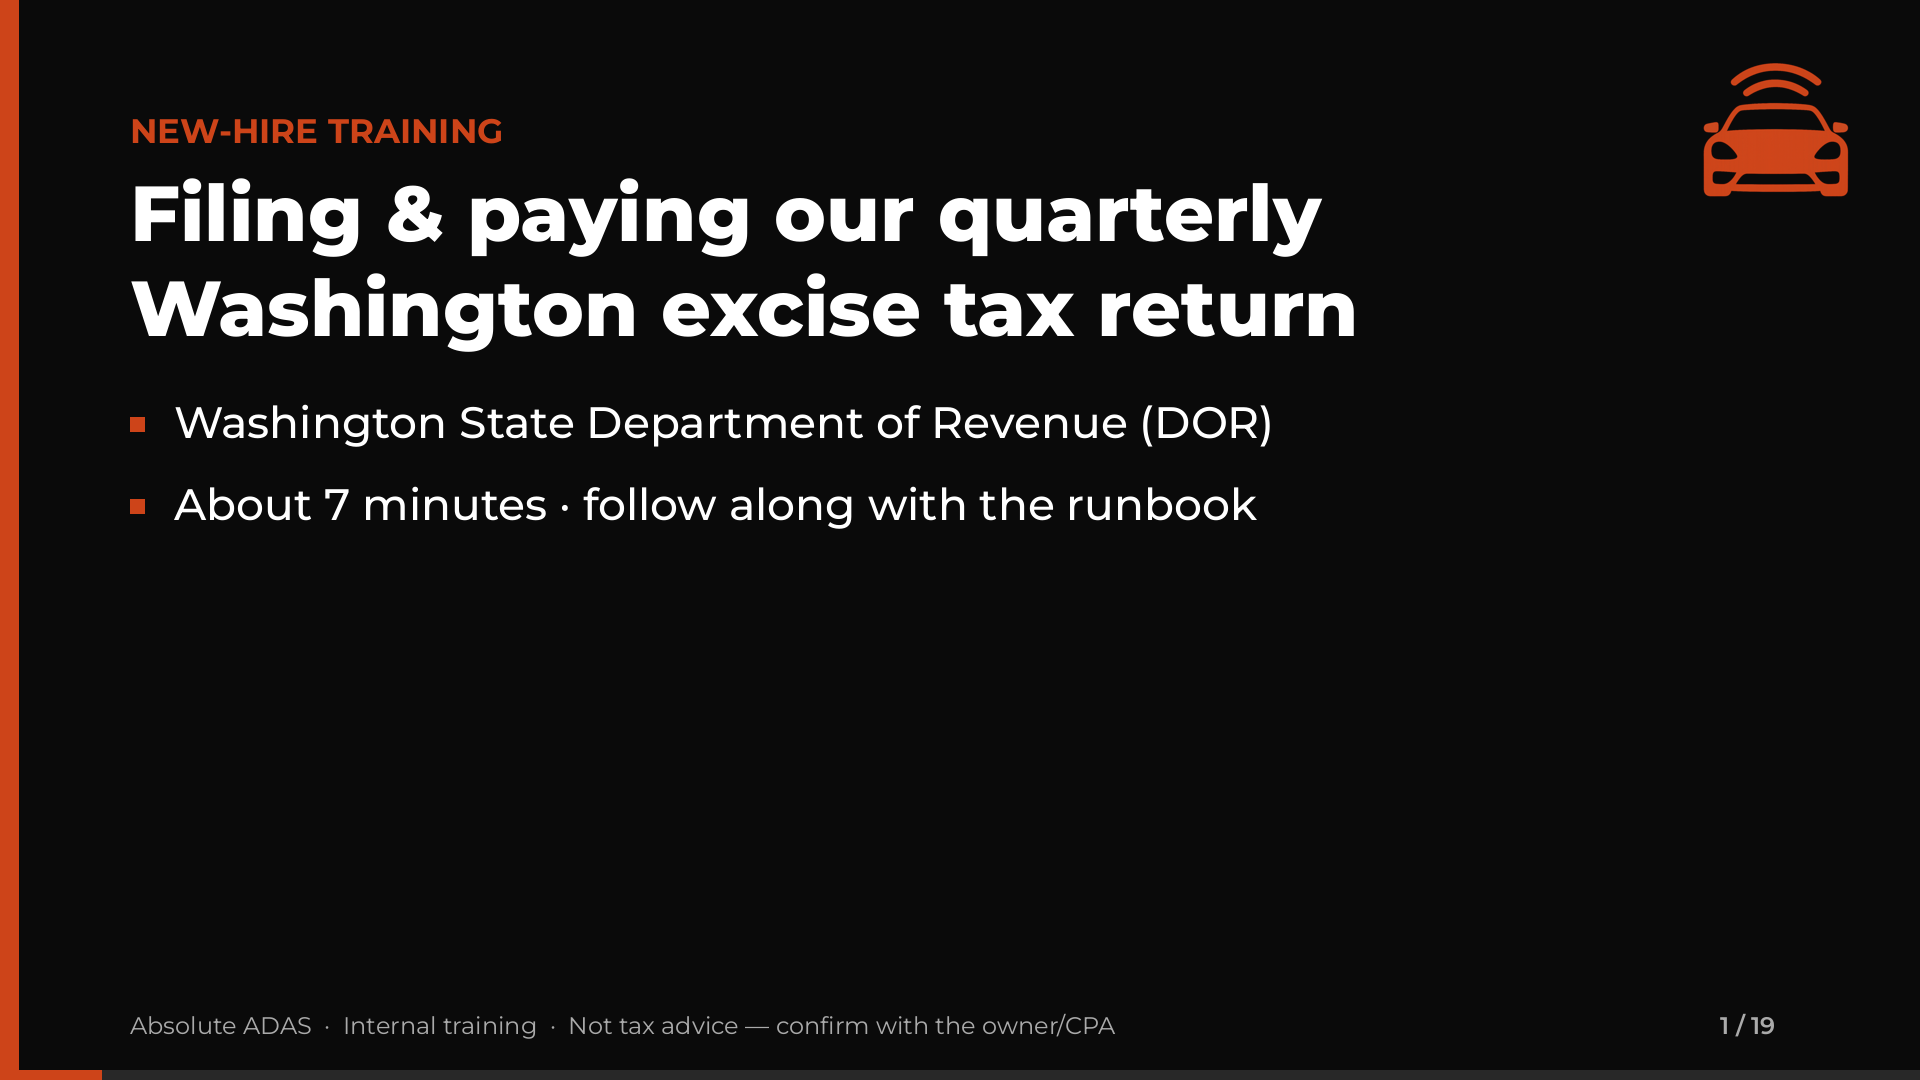 NEW-HIRE TRAINING
Filing & paying our quarterly
Washington excise tax return
Washington State Department of Revenue (DOR)
About 7 minutes · follow along with the runbook
Absolute ADAS · Internal training · Not tax advice — confirm with the owner/CPA
1 / 19